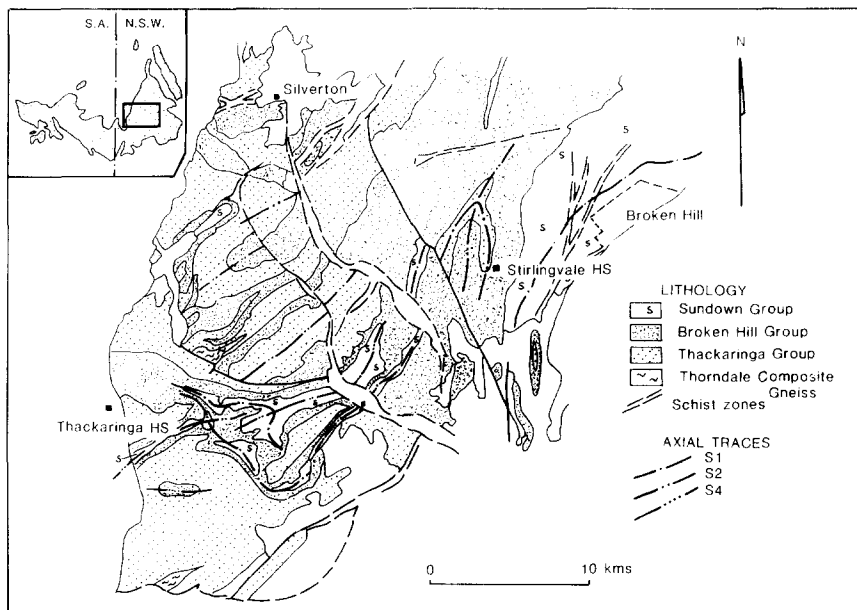 S.A. N.S.W.
N
Silverton
s
s
s
Broken Hill
s
s
Stirlingvale HS
s
s
LITHOLOGY
s Sundown Group
Broken Hill Group
Thackaringa Group
Thorndale Composite
Gneiss
Schist zones
s
s
s
s
Thackaringa HS
s
s
AXIAL TRACES
S1
S2
S4
0 10 kms